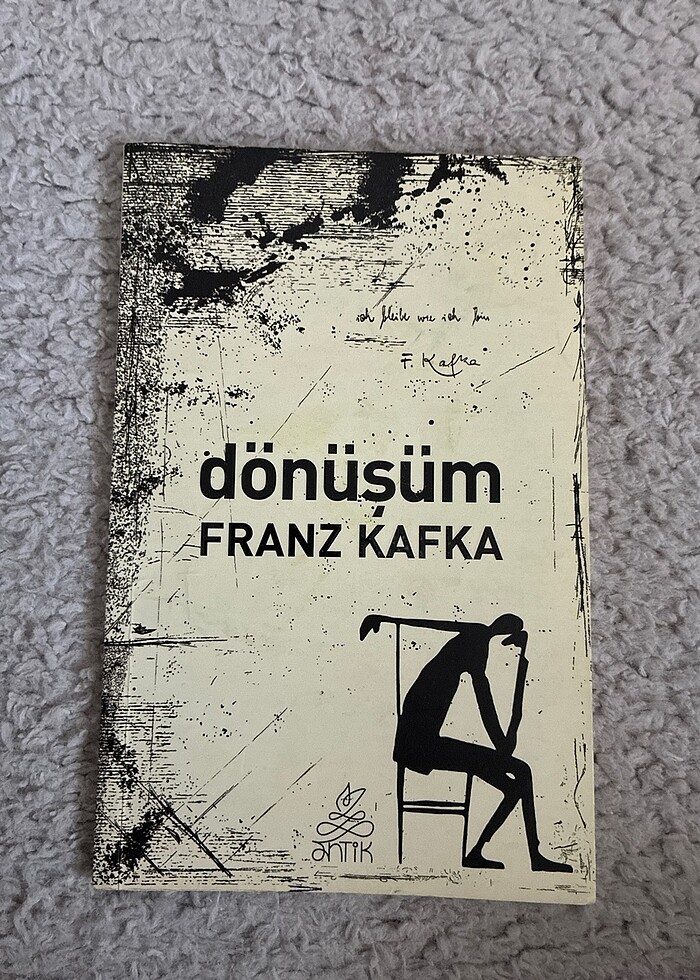 ich bleibe wie ich bin
F. Kafka
dönüşüm
FRANZ KAFKA
antik